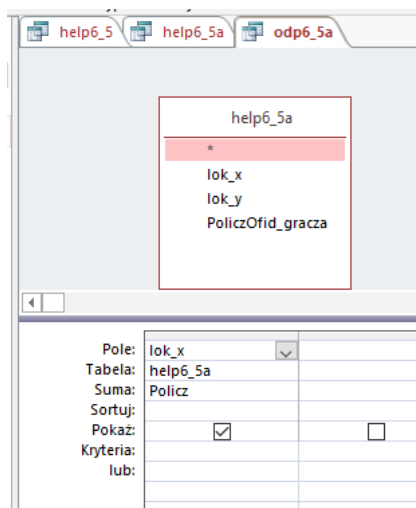 help6_5 help6_5a odp6_5a
help6_5a
*
lok_x
lok_y
PoliczOfid_gracza
Pole: lok_x
Tabela: help6_5a
Suma: Policz
Sortuj:
Pokaż:
Kryteria:
lub: